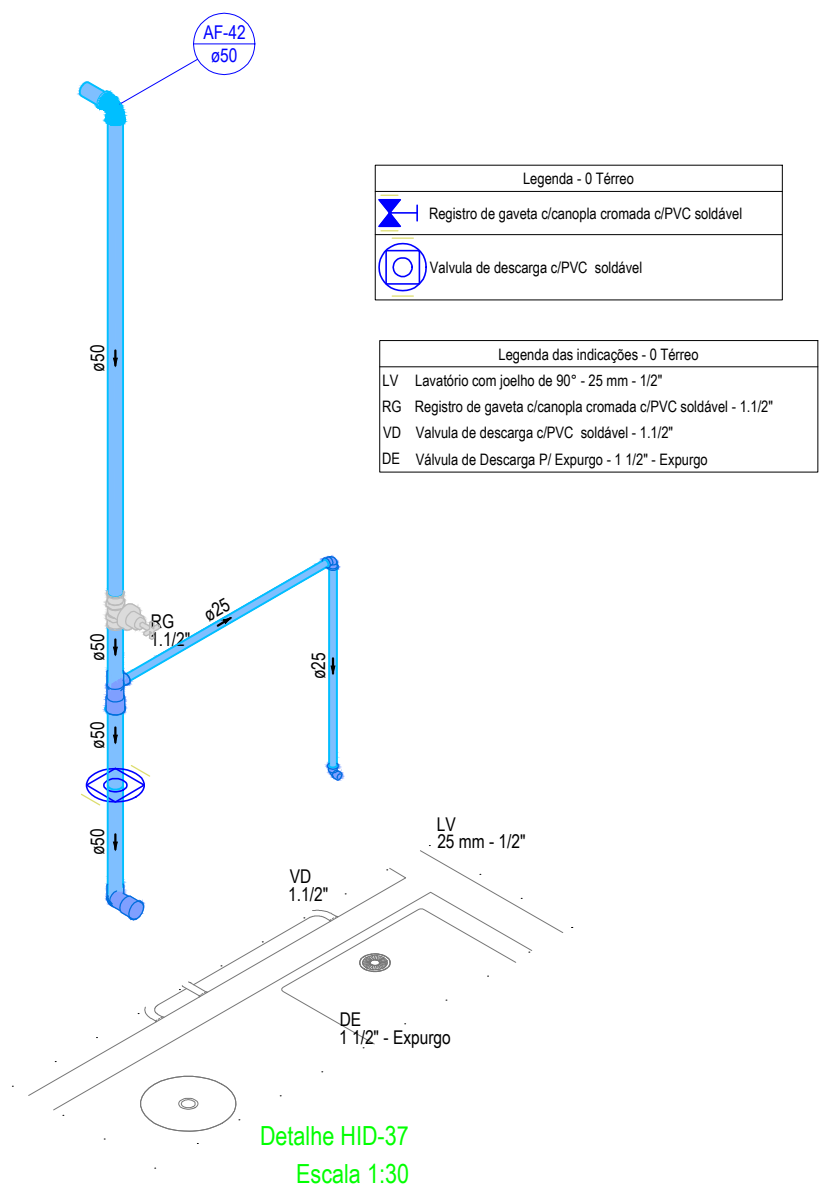 AF-42
ø50
Legenda - 0 Térreo
Registro de gaveta c/canopla cromada c/PVC soldável
Valvula de descarga c/PVC  soldável
Legenda das indicações - 0 Térreo
LV Lavatório com joelho de 90° - 25 mm - 1/2"
RG Registro de gaveta c/canopla cromada c/PVC soldável - 1.1/2"
VD Valvula de descarga c/PVC  soldável - 1.1/2"
DE Válvula de Descarga P/ Expurgo - 1 1/2" - Expurgo
ø50
RG
1.1/2"
ø25
ø50
ø25
ø50
ø50
LV
25 mm - 1/2"
VD
1.1/2"
DE
1 1/2" - Expurgo
Detalhe HID-37
Escala 1:30